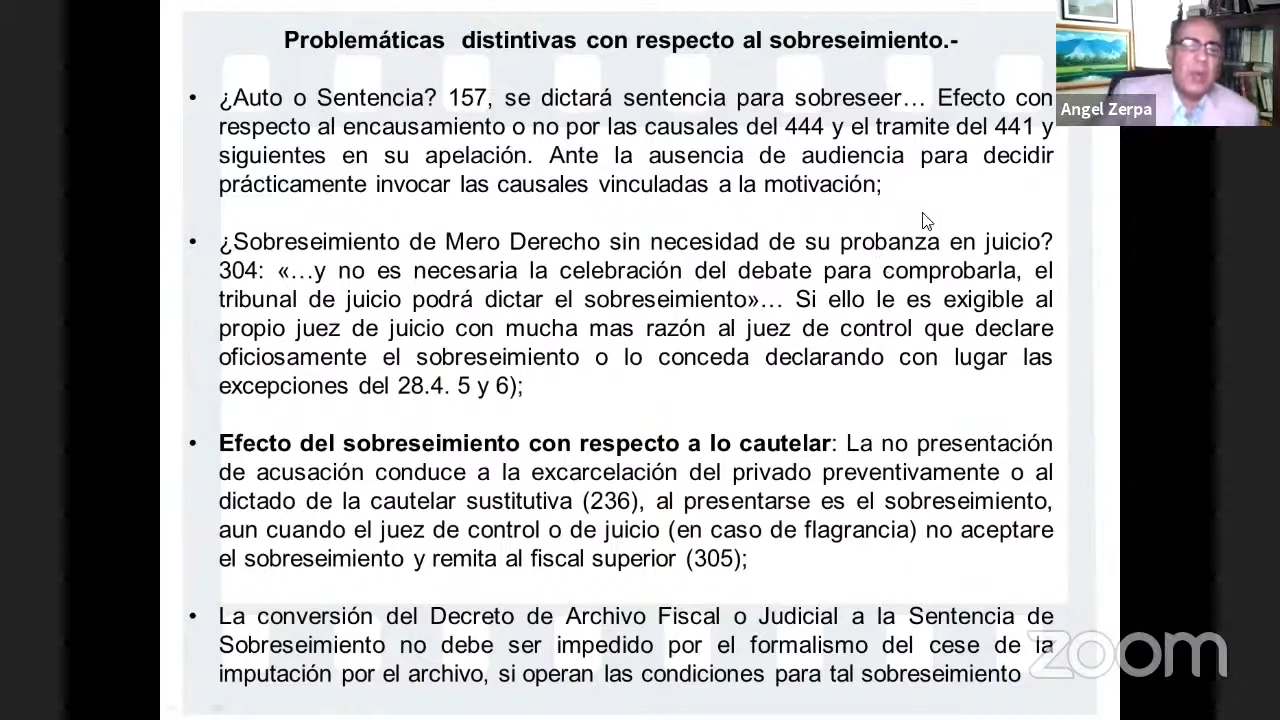 Problemáticas distintivas con respecto al sobreseimiento.-
Angel Zerpa
• ¿Auto o Sentencia? 157, se dictará sentencia para sobreseer… Efecto con
respecto al encausamiento o no por las causales del 444 y el tramite del 441 y
siguientes en su apelación. Ante la ausencia de audiencia para decidir
prácticamente invocar las causales vinculadas a la motivación;
• ¿Sobreseimiento de Mero Derecho sin necesidad de su probanza en juicio?
304: «…y no es necesaria la celebración del debate para comprobarla, el
tribunal de juicio podrá dictar el sobreseimiento»… Si ello le es exigible al
propio juez de juicio con mucha mas razón al juez de control que declare
oficiosamente el sobreseimiento o lo conceda declarando con lugar las
excepciones del 28.4. 5 y 6);
• Efecto del sobreseimiento con respecto a lo cautelar: La no presentación
de acusación conduce a la excarcelación del privado preventivamente o al
dictado de la cautelar sustitutiva (236), al presentarse es el sobreseimiento,
aun cuando el juez de control o de juicio (en caso de flagrancia) no aceptare
el sobreseimiento y remita al fiscal superior (305);
• La conversión del Decreto de Archivo Fiscal o Judicial a la Sentencia de
Sobreseimiento no debe ser impedido por el formalismo del cese de la
imputación por el archivo, si operan las condiciones para tal sobreseimiento
zoom